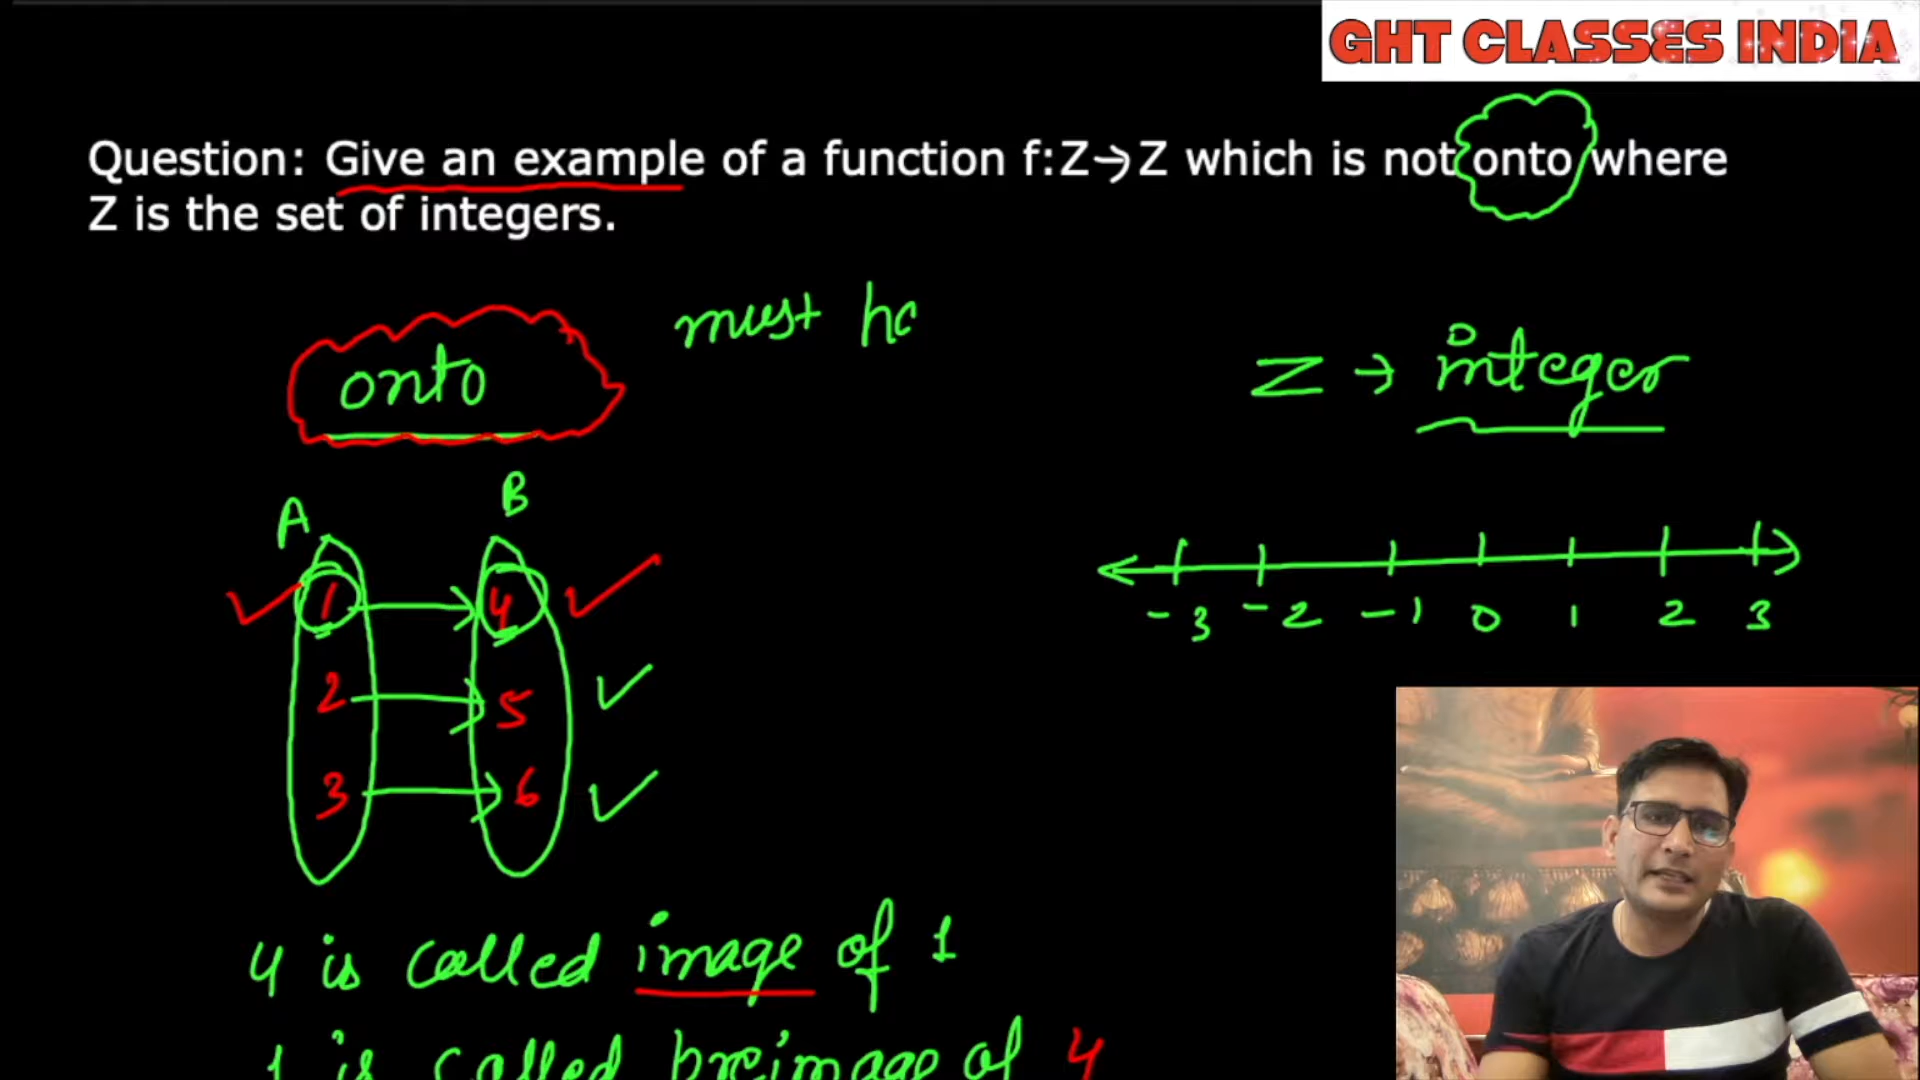 GHT CLASSES INDIA
Question: Give an example of a function f:Z→Z which is not onto where
Z is the set of integers.
must ha
onto
Z → integer
A B
1 4
2 5
3 6
-3 -2 -1 0 1 2 3
4 is called image of 1
1 is called preimage of 4